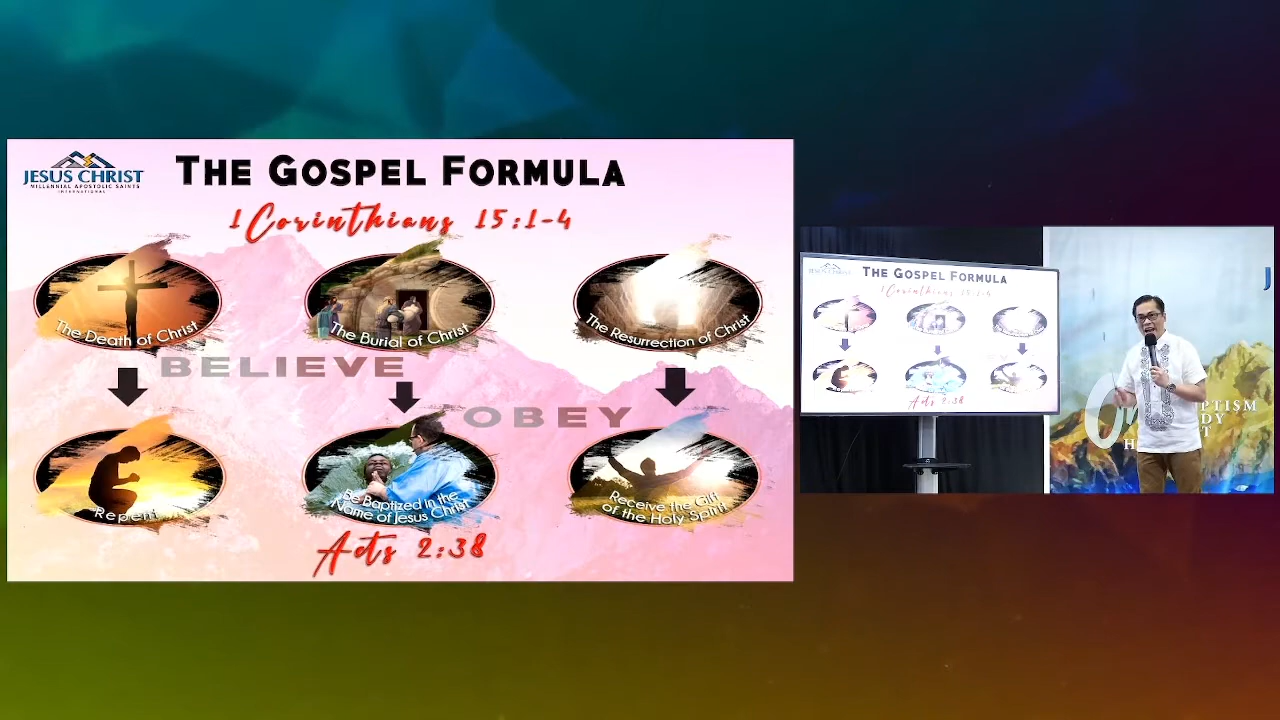 JESUS CHRIST
MILLENNIAL APOSTOLIC SAINTS
INTERNATIONAL
THE GOSPEL FORMULA
1 Corinthians 15:1-4
The Death of Christ
The Burial of Christ
The Resurrection of Christ
BELIEVE
OBEY
Repent
Be Baptized in the
Name of Jesus Christ
Receive the Gift
of the Holy Spirit
Acts 2:38
JESUS CHRIST
THE GOSPEL FORMULA
1 Corinthians 15:1-4
Acts 2:38
J